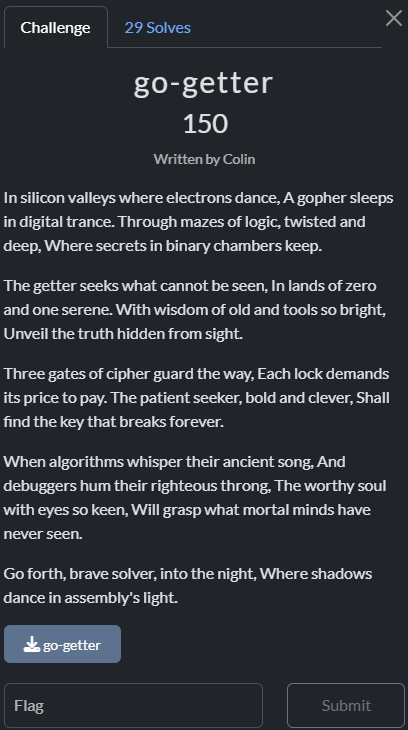 Challenge
29 Solves
go-getter
150
Written by Colin
In silicon valleys where electrons dance, A gopher sleeps
in digital trance. Through mazes of logic, twisted and
deep, Where secrets in binary chambers keep.
The getter seeks what cannot be seen, In lands of zero
and one serene. With wisdom of old and tools so bright,
Unveil the truth hidden from sight.
Three gates of cipher guard the way, Each lock demands
its price to pay. The patient seeker, bold and clever, Shall
find the key that breaks forever.
When algorithms whisper their ancient song, And
debuggers hum their righteous throng, The worthy soul
with eyes so keen, Will grasp what mortal minds have
never seen.
Go forth, brave solver, into the night, Where shadows
dance in assembly's light.
go-getter
Flag
Submit